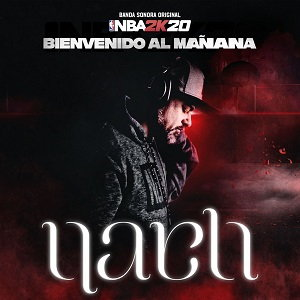 BANDA SONORA ORIGINAL
NBA2K20
BIENVENIDO AL MAÑANA
nach